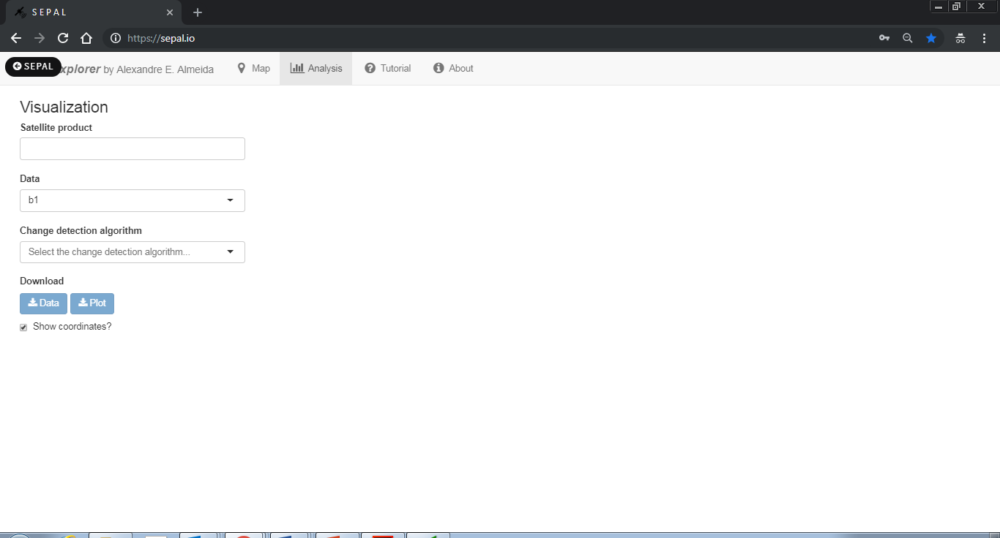 S E P A L
https://sepal.io
SEPAL
xplorer by Alexandre E. Almeida
Map
Analysis
Tutorial
About
Visualization
Satellite product
Data
b1
Change detection algorithm
Select the change detection algorithm...
Download
Data
Plot
Show coordinates?